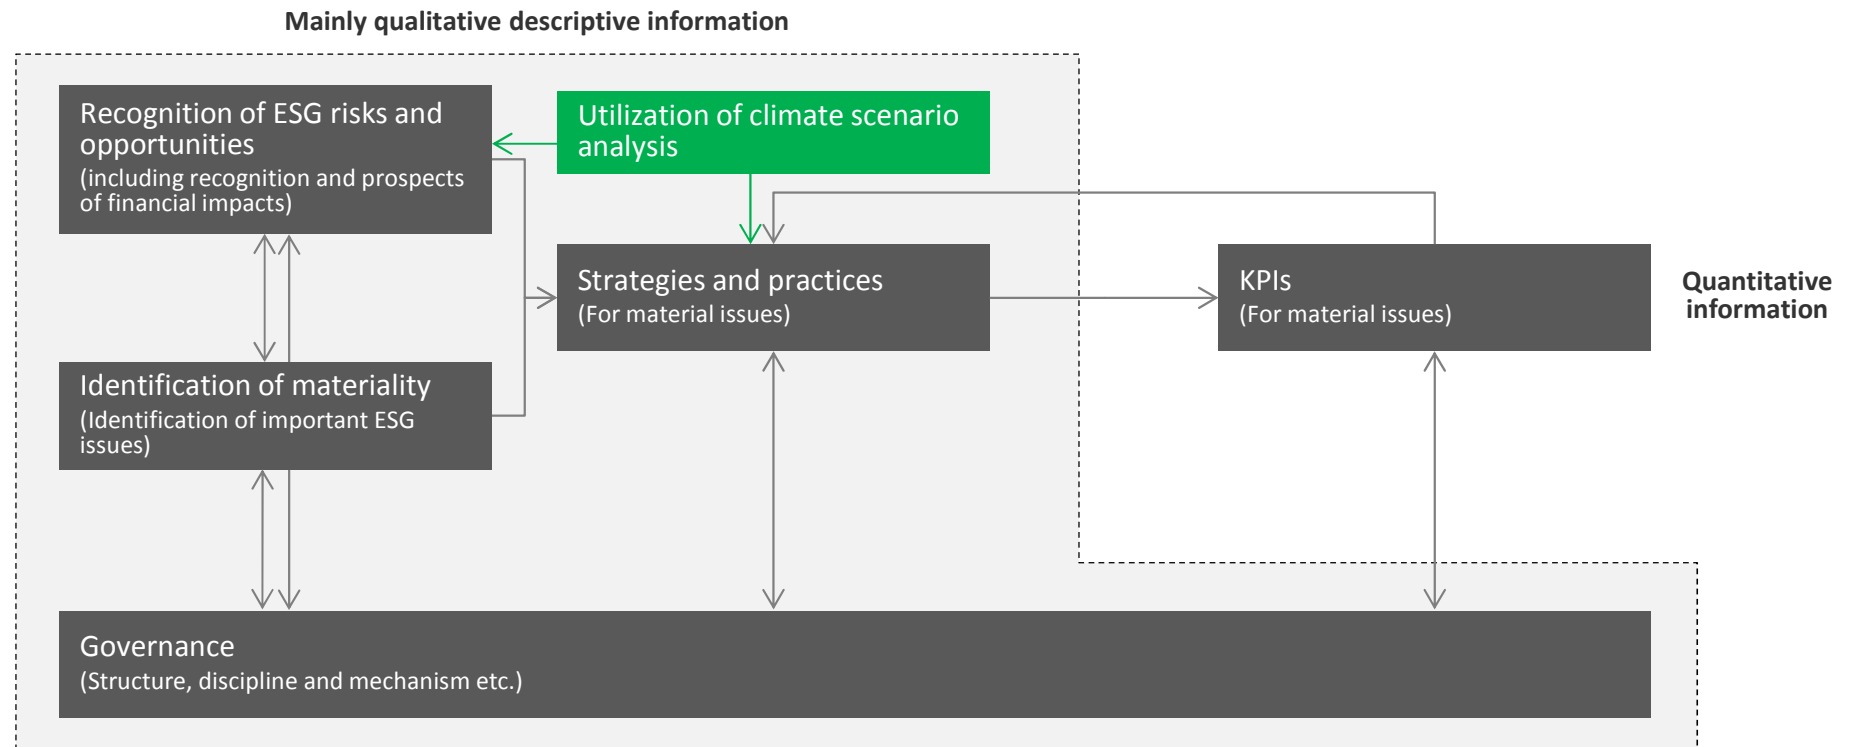 Mainly qualitative descriptive information
Recognition of ESG risks and
opportunities
(including recognition and prospects
of financial impacts)
Utilization of climate scenario
analysis
Strategies and practices
(For material issues)
KPIs
(For material issues)
Quantitative
information
Identification of materiality
(Identification of important ESG
issues)
Governance
(Structure, discipline and mechanism etc.)